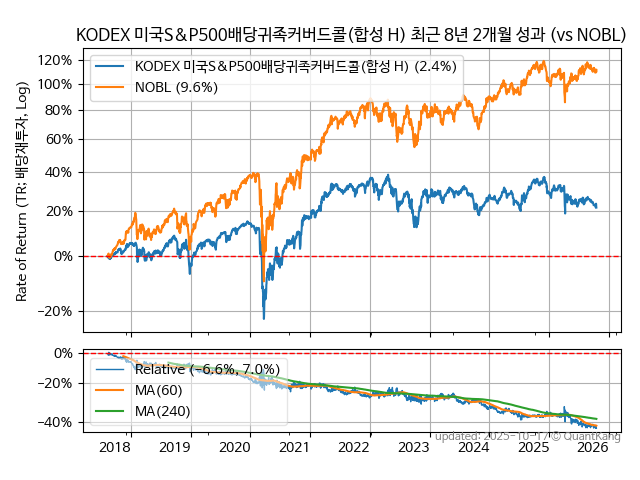 KODEX 미국S&P500배당귀족커버드콜(합성 H) 최근 8년 2개월 성과 (vs NOBL)
120%
100%
80%
60%
40%
20%
0%
−20%
Rate of Return (TR: 배당재투자, Log)
KODEX 미국S&P500배당귀족커버드콜(합성 H) (2.4%)
NOBL (9.6%)
0%
−20%
−40%
Relative (−6.6%, 7.0%)
MA(60)
MA(240)
2018 2019 2020 2021 2022 2023 2024 2025 2026
updated: 2025-10-17 © QuantKang